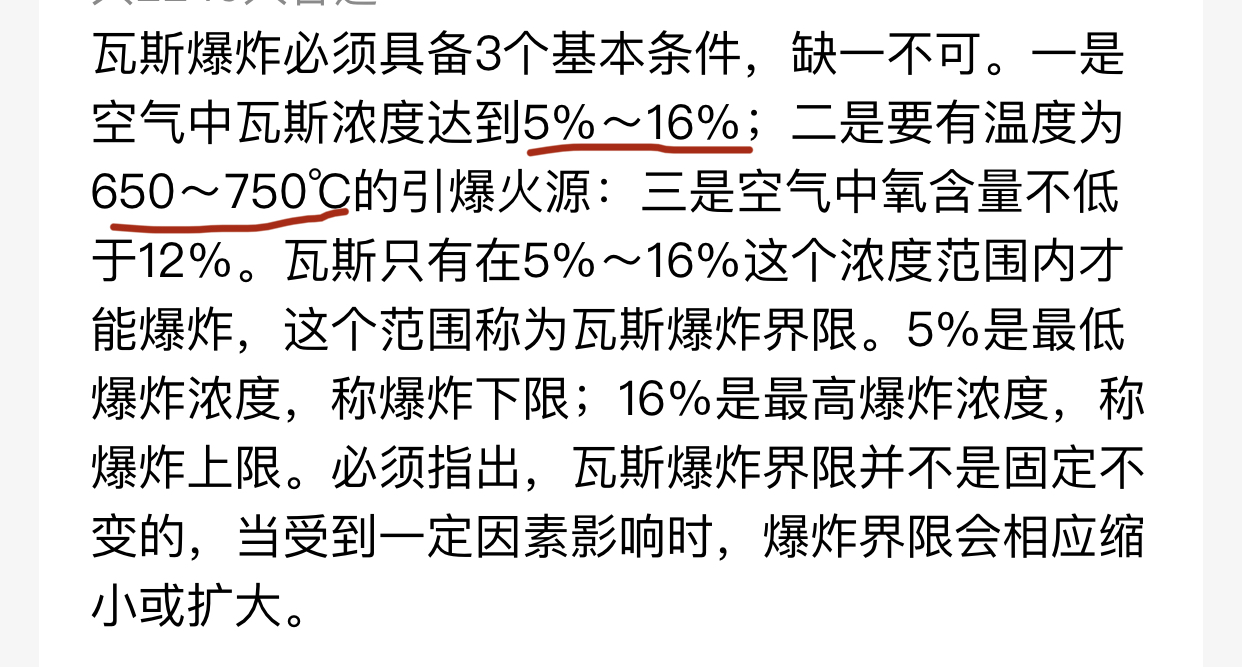 瓦斯爆炸必须具备3个基本条件，缺一不可。一是
空气中瓦斯浓度达到5%～16%；二是要有温度为
650～750℃的引爆火源：三是空气中氧含量不低
于12%。瓦斯只有在5%～16%这个浓度范围内才
能爆炸，这个范围称为瓦斯爆炸界限。5%是最低
爆炸浓度，称爆炸下限；16%是最高爆炸浓度，称
爆炸上限。必须指出，瓦斯爆炸界限并不是固定不
变的，当受到一定因素影响时，爆炸界限会相应缩
小或扩大。